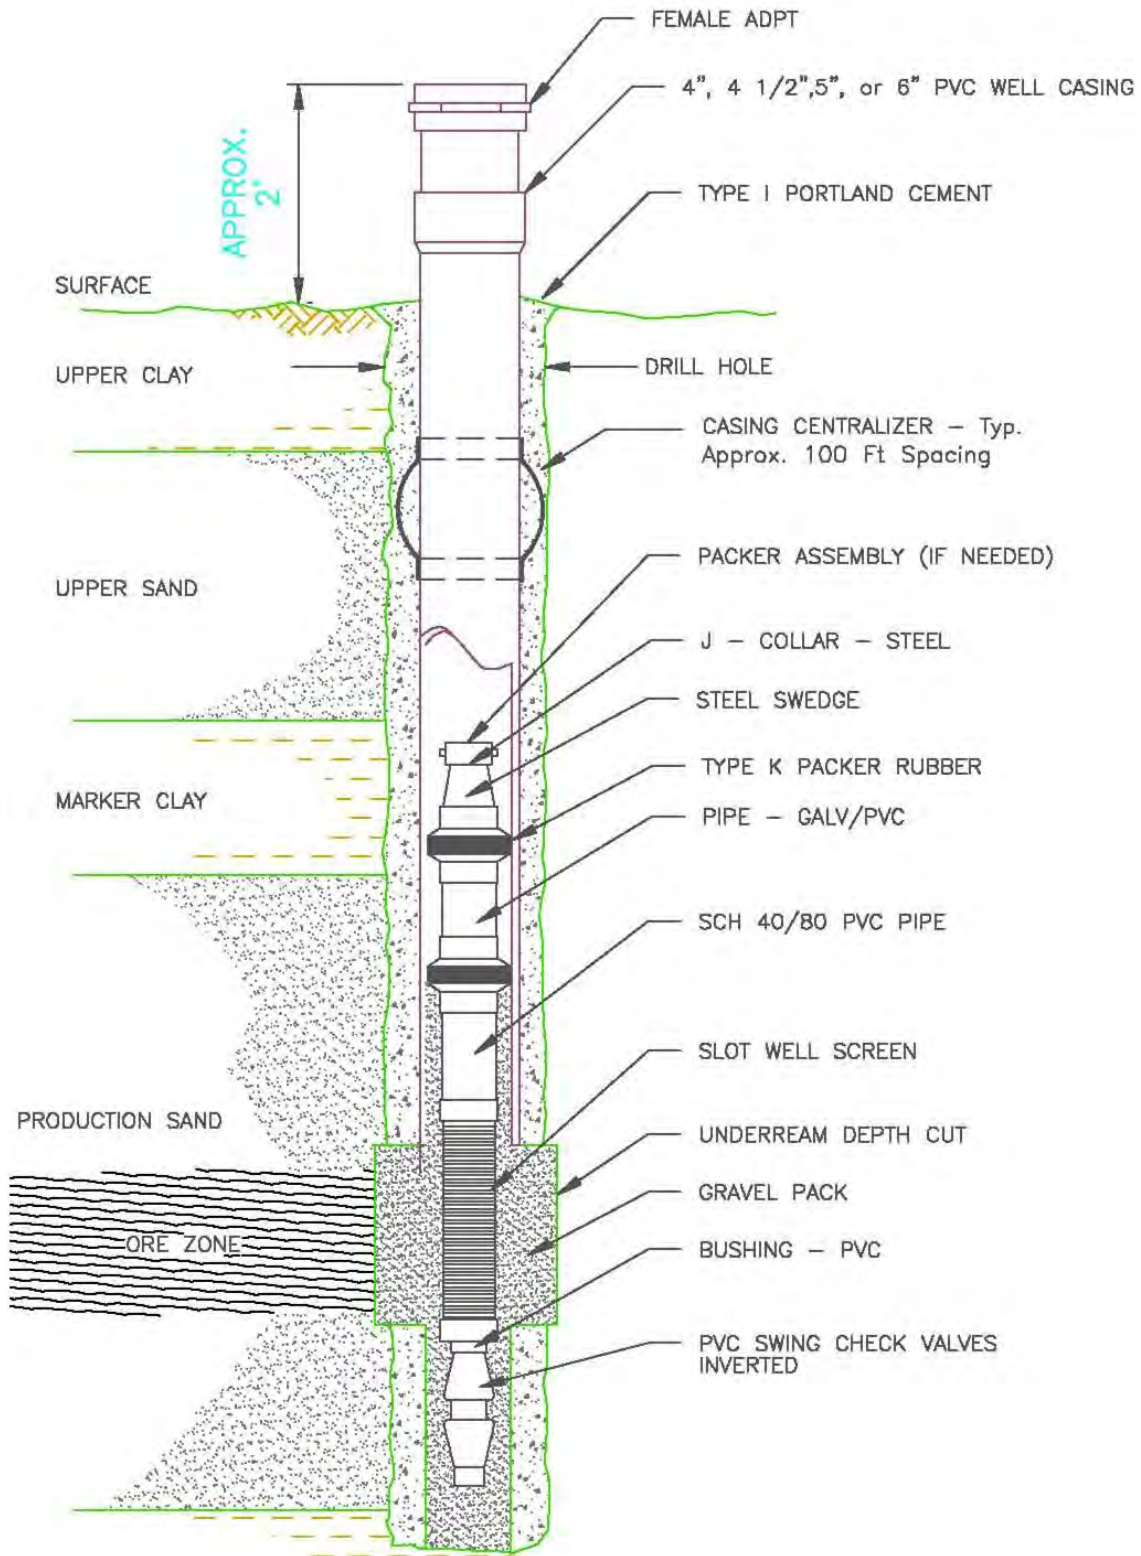 FEMALE ADPT
4", 4 1/2",5", or 6" PVC WELL CASING
APPROX.
2"
TYPE I PORTLAND CEMENT
SURFACE
UPPER CLAY
DRILL HOLE
CASING CENTRALIZER – Typ.
Approx. 100 Ft Spacing
PACKER ASSEMBLY (IF NEEDED)
UPPER SAND
J – COLLAR – STEEL
STEEL SWEDGE
TYPE K PACKER RUBBER
MARKER CLAY
PIPE – GALV/PVC
SCH 40/80 PVC PIPE
SLOT WELL SCREEN
PRODUCTION SAND
UNDERREAM DEPTH CUT
GRAVEL PACK
ORE ZONE
BUSHING – PVC
PVC SWING CHECK VALVES
INVERTED